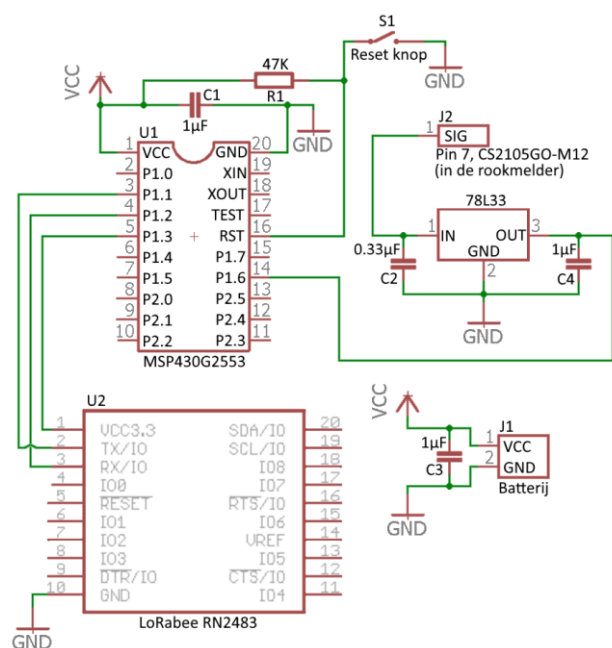 S1
Reset knop
GND
VCC
47K
R1
C1
1µF
GND
U1
1 VCC GND 20
2 P1.0 XIN 19
3 P1.1 XOUT 18
4 P1.2 TEST 17
5 P1.3 RST 16
6 P1.4 P1.7 15
7 P1.5 P1.6 14
8 P2.0 P2.5 13
9 P2.1 P2.4 12
10 P2.2 P2.3 11
MSP430G2553
J2
1 SIG
Pin 7, CS2105GO-M12
(in de rookmelder)
78L33
1 IN OUT 3
GND
2
0.33µF
C2
1µF
C4
GND
U2
1 VCC3.3 SDA/IO 20
2 TX/IO SCL/IO 19
3 RX/IO IO8 18
4 IO0 IO7 17
5 RESET RTS/IO 16
6 IO1 IO6 15
7 IO2 VREF 14
8 IO3 IO5 13
9 DTR/IO CTS/IO 12
10 GND IO4 11
LoRabee RN2483
GND
VCC
1µF
C3
J1
1 VCC
2 GND
Batterij
GND